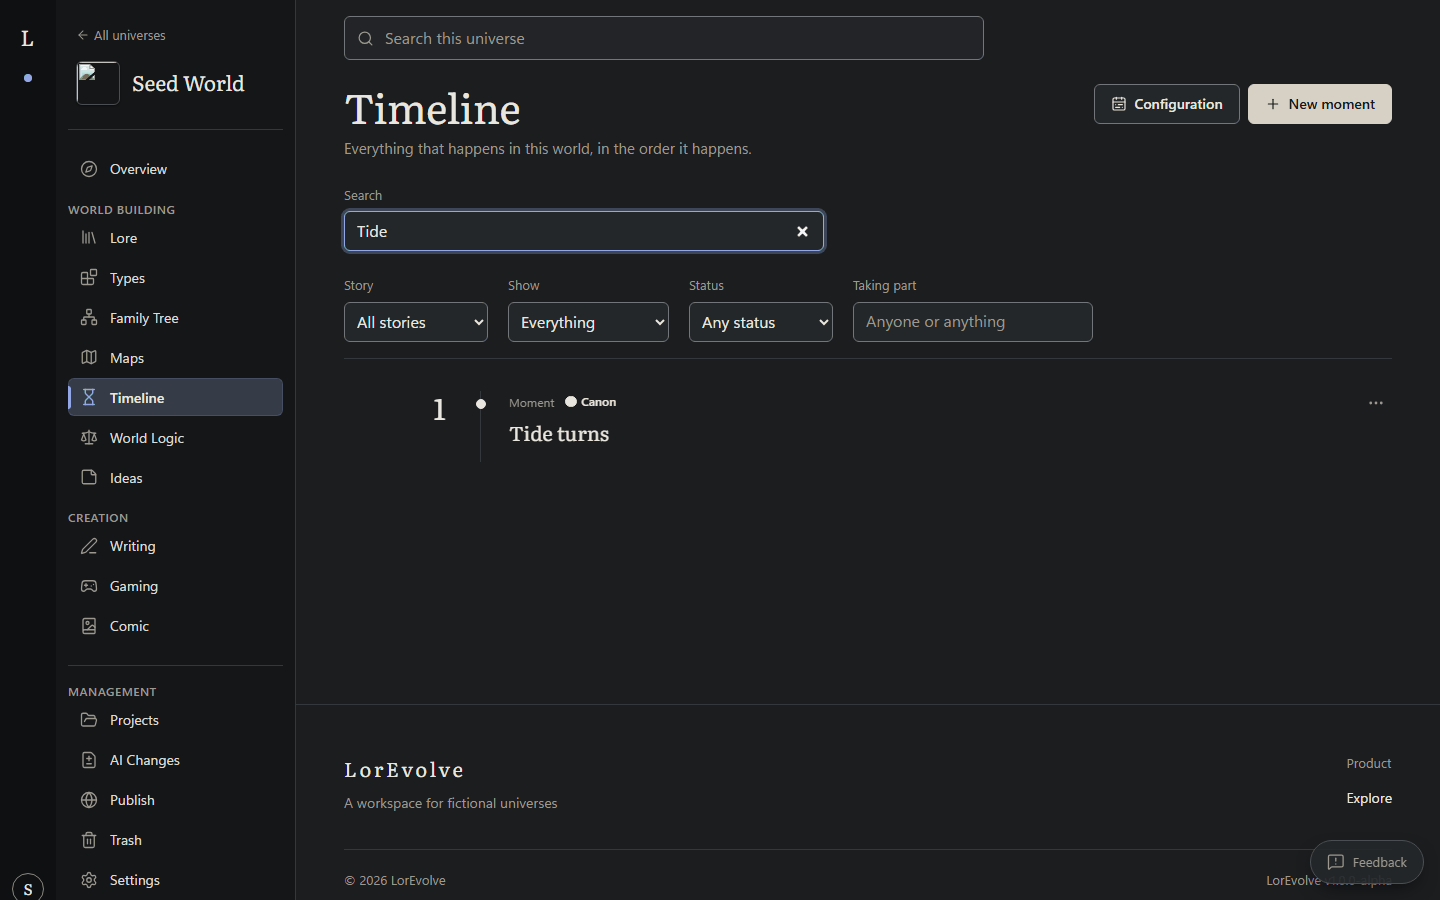 L
All universes
Seed World
Overview
WORLD BUILDING
Lore
Types
Family Tree
Maps
Timeline
World Logic
Ideas
CREATION
Writing
Gaming
Comic
MANAGEMENT
Projects
AI Changes
Publish
Trash
Settings
S
Search this universe
Timeline
Everything that happens in this world, in the order it happens.
Configuration
New moment
Search
Tide
Story
Show
Status
Taking part
All stories
Everything
Any status
Anyone or anything
1
Moment
Canon
Tide turns
LorEvolve
A workspace for fictional universes
Product
Explore
© 2026 LorEvolve
LorEvolve
Feedback